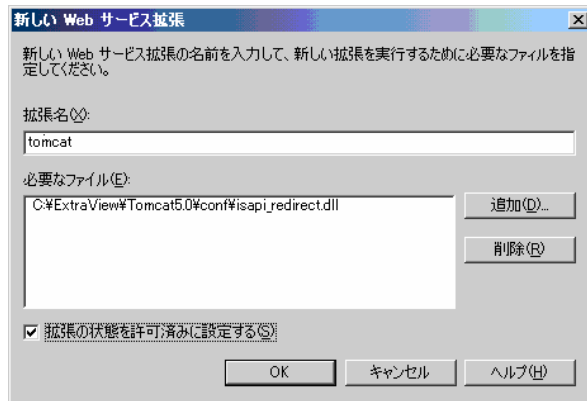 新しい Web サービス拡張
新しい Web サービス拡張の名前を入力して、新しい拡張を実行するために必要なファイルを指
定してください。
拡張名(X):
tomcat
必要なファイル(E):
C:¥ExtraView¥Tomcat5.0¥conf¥isapi_redirect.dll
追加(D)...
削除(R)
拡張の状態を許可済みに設定する(S)
OK
キャンセル
ヘルプ(H)